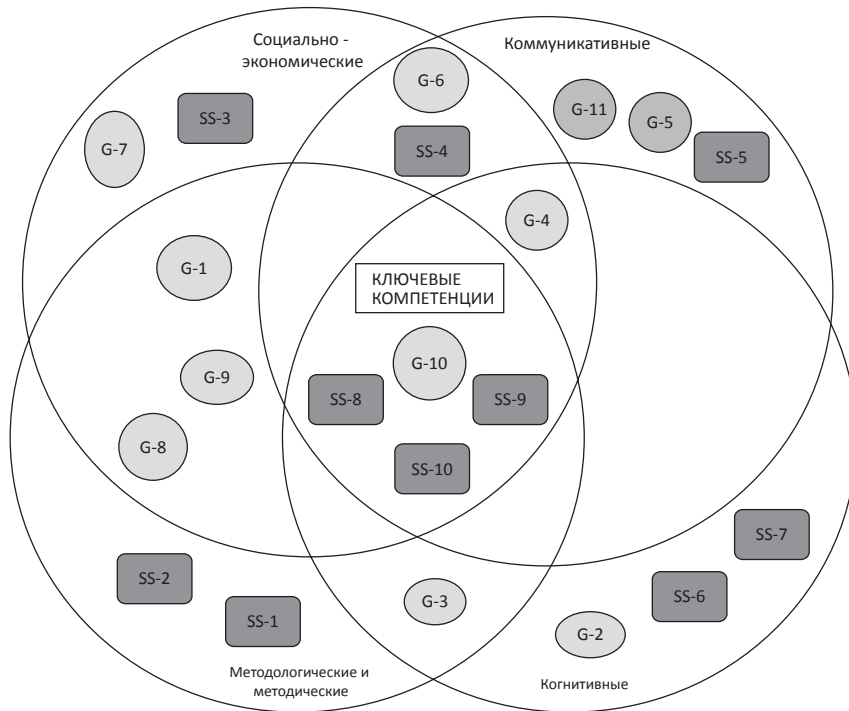 Социально -
экономические
Коммуникативные
G-6
G-11
G-5
SS-3
SS-4
G-7
SS-5
G-4
G-1
КЛЮЧЕВЫЕ
КОМПЕТЕНЦИИ
G-10
G-9
SS-8
SS-9
G-8
SS-10
SS-7
SS-2
SS-6
G-3
SS-1
G-2
Методологические и
методические
Когнитивные